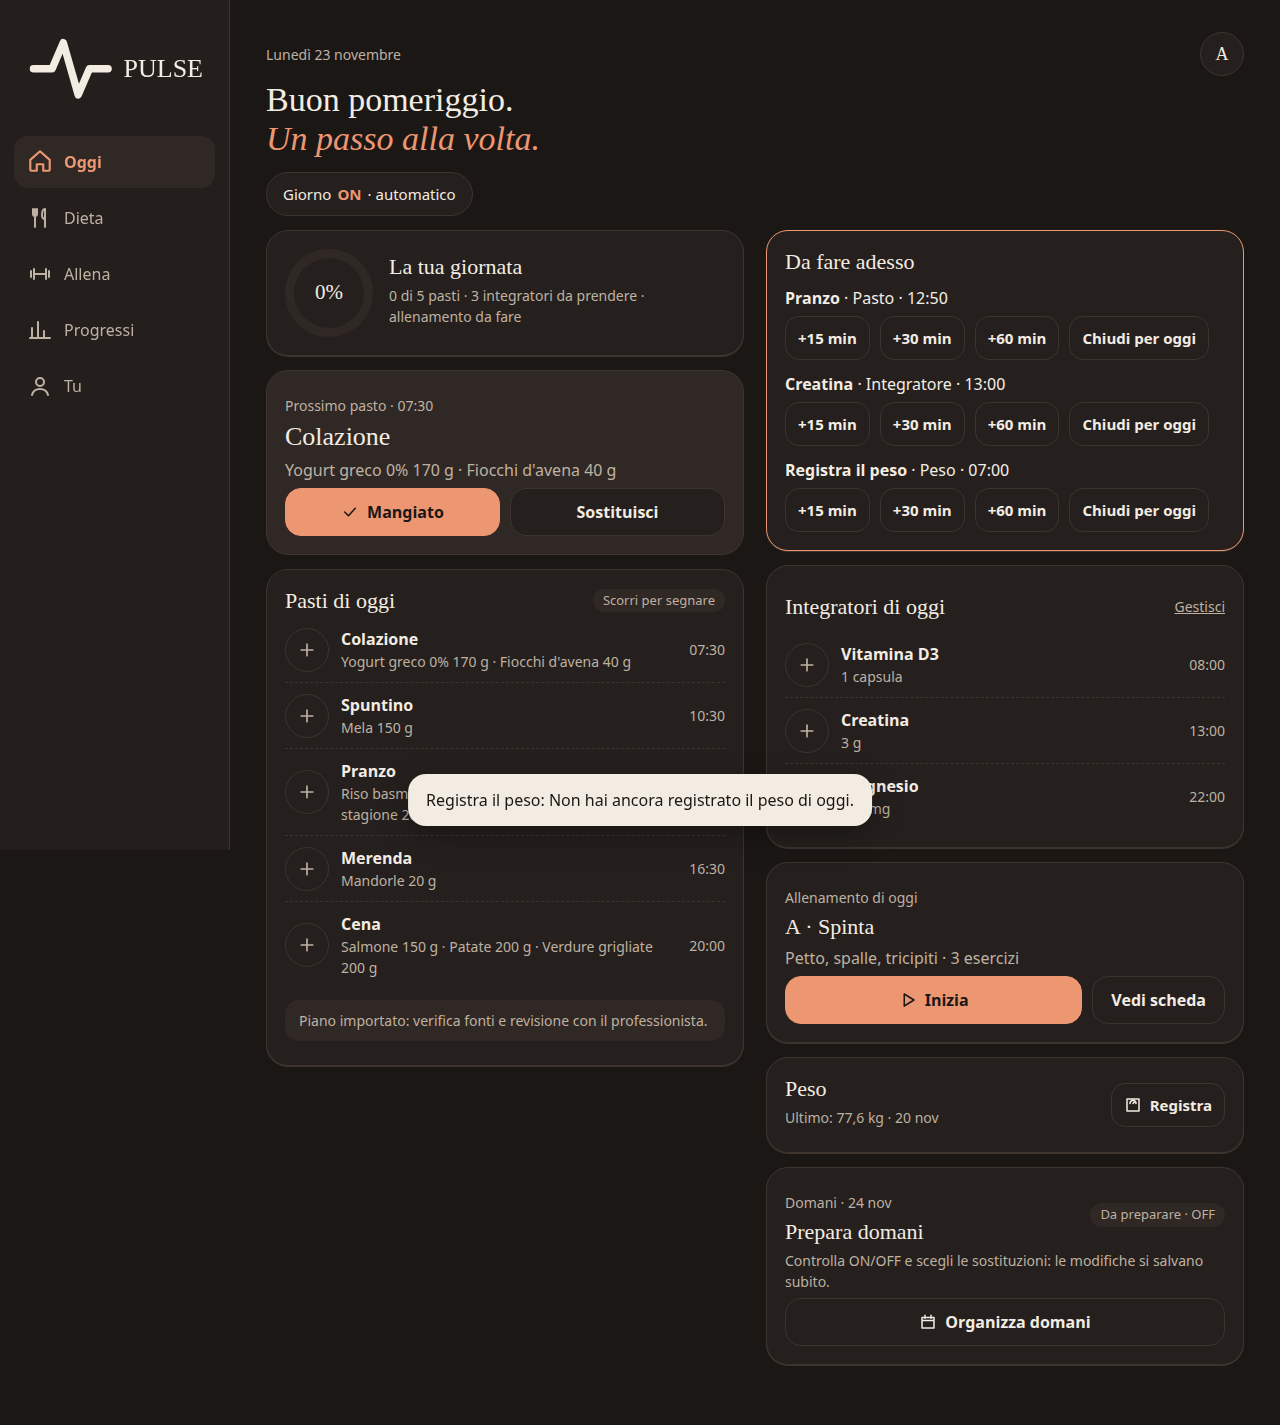 PULSE
Oggi
Dieta
Allena
Progressi
Tu
Lunedì 23 novembre
A
Buon pomeriggio.
Un passo alla volta.
Giorno ON · automatico
0%
La tua giornata
0 di 5 pasti · 3 integratori da prendere ·
allenamento da fare
Prossimo pasto · 07:30
Colazione
Yogurt greco 0% 170 g · Fiocchi d'avena 40 g
Mangiato
Sostituisci
Pasti di oggi
Scorri per segnare
Colazione
Yogurt greco 0% 170 g · Fiocchi d'avena 40 g
07:30
Spuntino
Mela 150 g
10:30
Pranzo
Riso
stagione
Merenda
Mandorle 20 g
16:30
Cena
Salmone 150 g · Patate 200 g · Verdure grigliate
200 g
20:00
Piano importato: verifica fonti e revisione con il professionista.
Da fare adesso
Pranzo · Pasto · 12:50
+15 min
+30 min
+60 min
Chiudi per oggi
Creatina · Integratore · 13:00
+15 min
+30 min
+60 min
Chiudi per oggi
Registra il peso · Peso · 07:00
+15 min
+30 min
+60 min
Chiudi per oggi
Integratori di oggi
Gestisci
Vitamina D3
1 capsula
08:00
Creatina
3 g
13:00
22:00
Registra il peso: Non hai ancora registrato il peso di oggi.
Allenamento di oggi
A · Spinta
Petto, spalle, tricipiti · 3 esercizi
Inizia
Vedi scheda
Peso
Ultimo: 77,6 kg · 20 nov
Registra
Domani · 24 nov
Prepara domani
Da preparare · OFF
Controlla ON/OFF e scegli le sostituzioni: le modifiche si salvano
subito.
Organizza domani